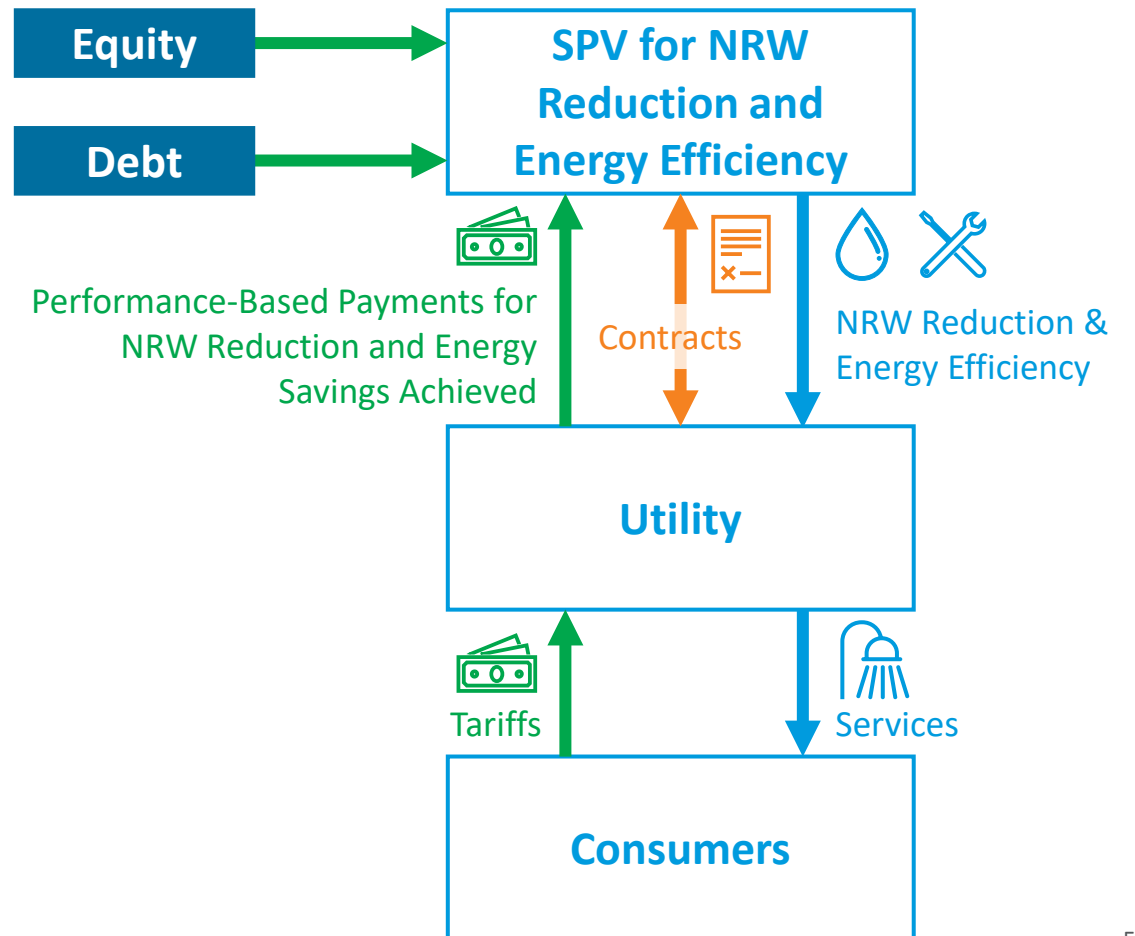 Equity
SPV for NRW
Reduction and
Energy Efficiency
Debt
Performance-Based Payments for
NRW Reduction and Energy
Savings Achieved
Contracts
NRW Reduction &
Energy Efficiency
Utility
Tariffs
Services
Consumers